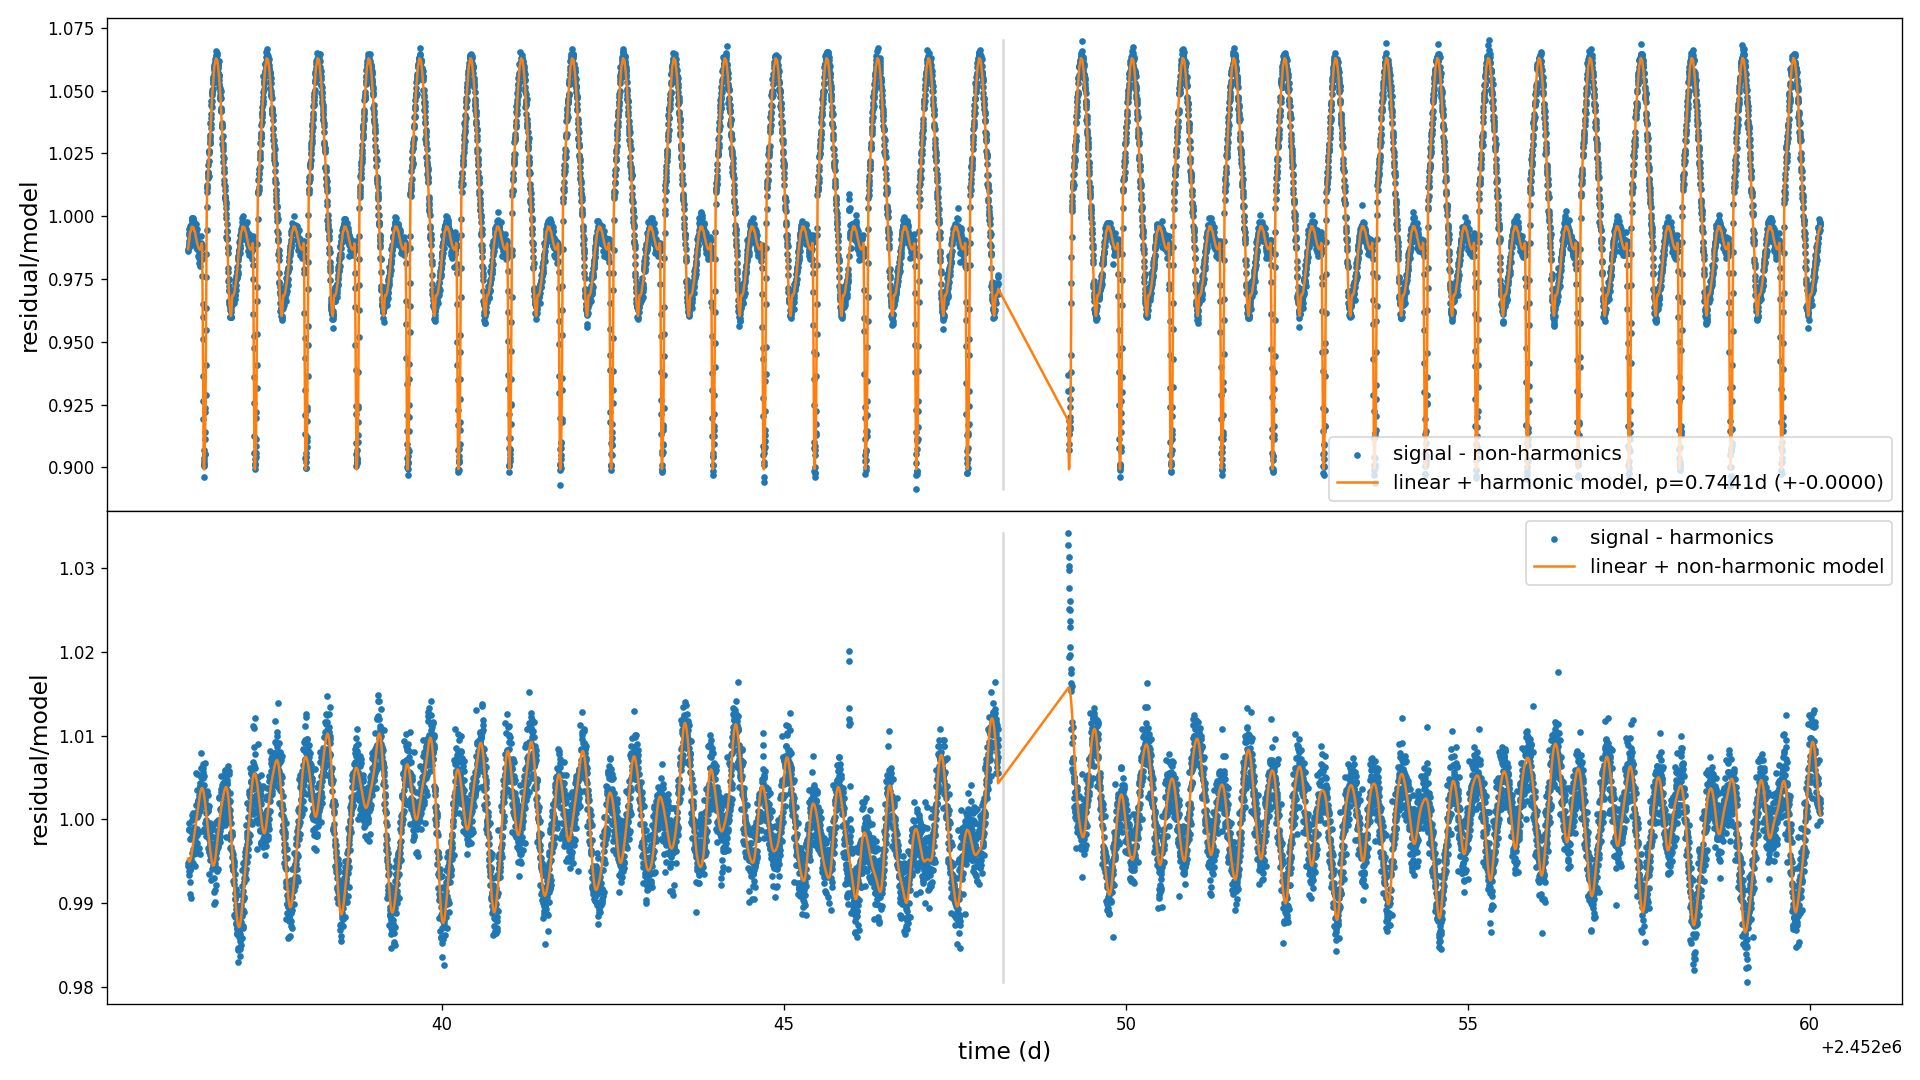 1.075
1.050
1.025
1.000
0.975
0.950
0.925
0.900
residual/model
signal - non-harmonics
linear + harmonic model, p=0.7441d (+-0.0000)
signal - harmonics
linear + non-harmonic model
1.03
1.02
1.01
1.00
0.99
0.98
residual/model
40 45 50 55 60
+2.452e6
time (d)